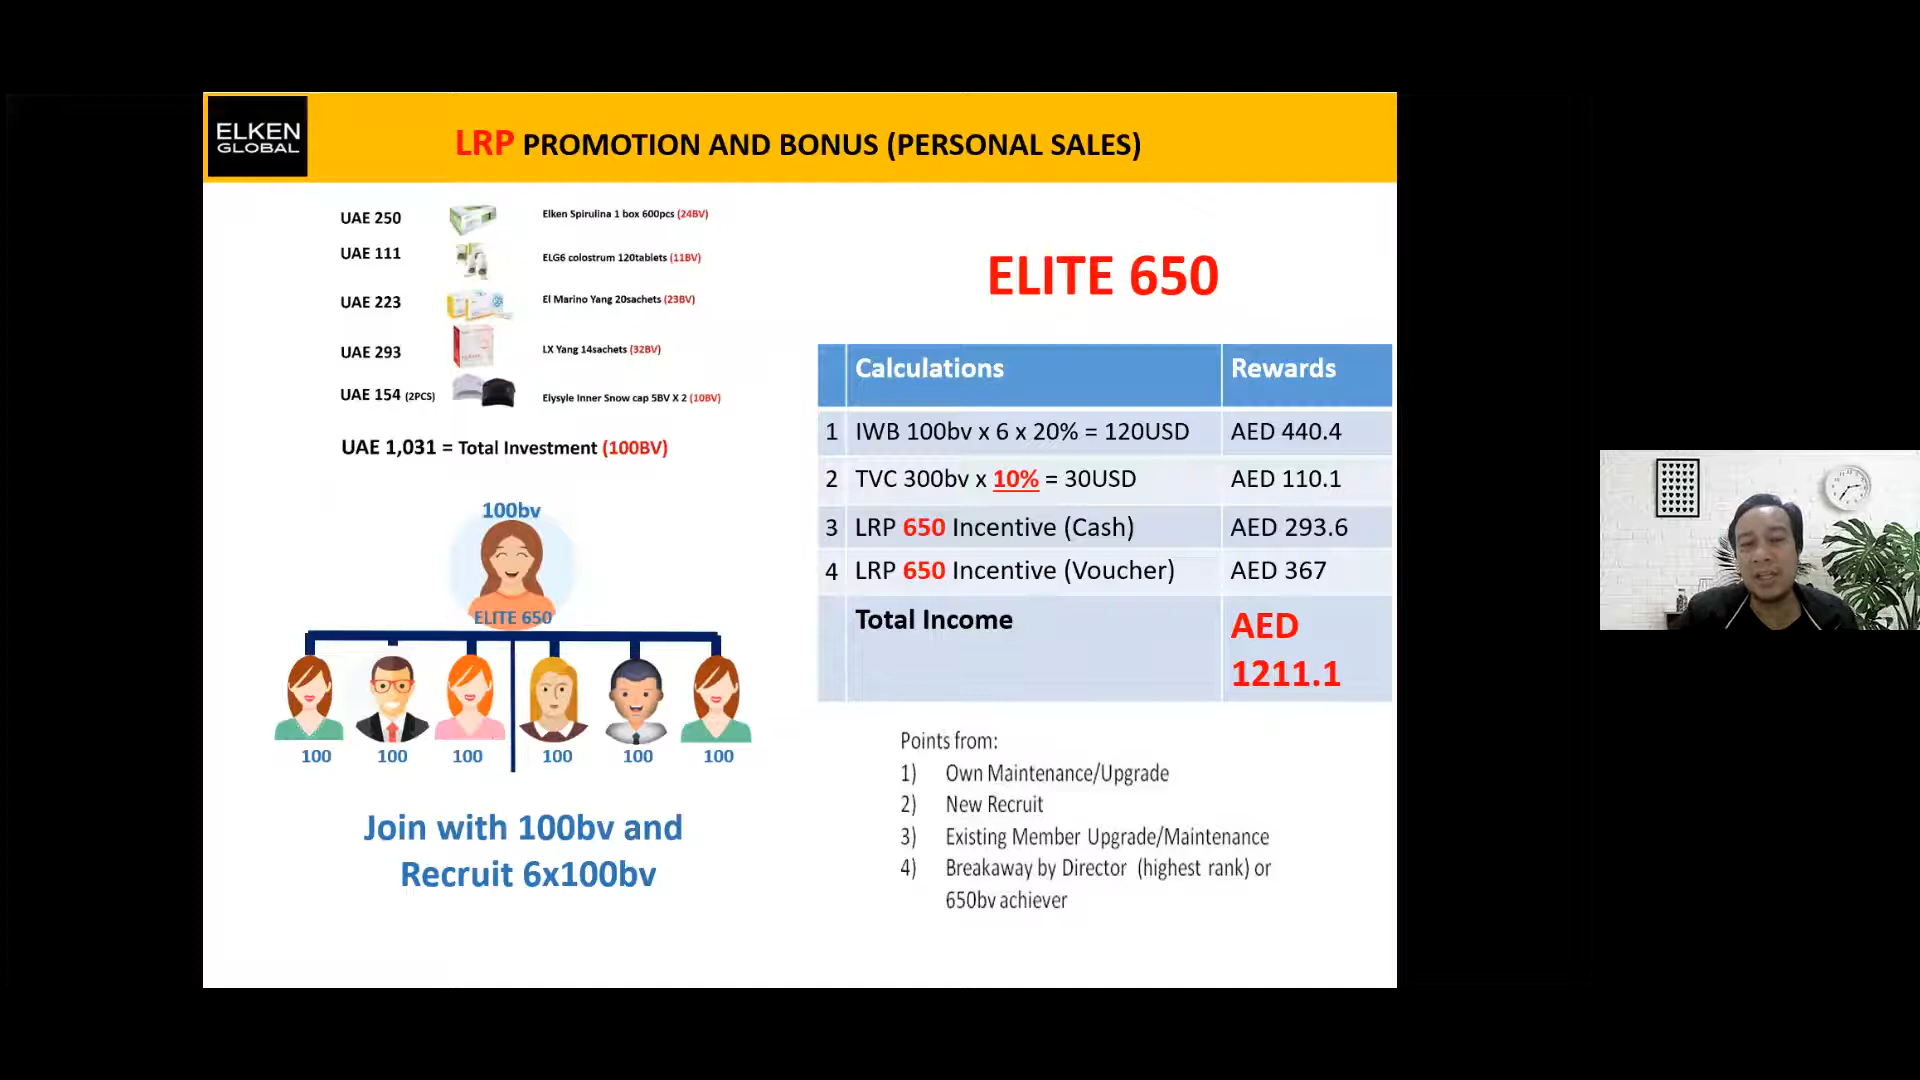 ELKEN
GLOBAL
LRP PROMOTION AND BONUS (PERSONAL SALES)
UAE 250
Elken Spirulina 1 box 600pcs (24BV)
UAE 111
ELG6 colostrum 120tablets (11BV)
UAE 223
El Marino Yang 20sachets (23BV)
UAE 293
LX Yang 14sachets (32BV)
UAE 154 (2PCS)
Elysyle Inner Snow cap 5BV X 2 (10BV)
UAE 1,031 = Total Investment (100BV)
100bv
ELITE 650
100 100 100 100 100 100
Join with 100bv and
Recruit 6x100bv
ELITE 650
Calculations Rewards
1 IWB 100bv x 6 x 20% = 120USD AED 440.4
2 TVC 300bv x 10% = 30USD AED 110.1
3 LRP 650 Incentive (Cash) AED 293.6
4 LRP 650 Incentive (Voucher) AED 367
Total Income AED
1211.1
Points from:
1) Own Maintenance/Upgrade
2) New Recruit
3) Existing Member Upgrade/Maintenance
4) Breakaway by Director (highest rank) or
650bv achiever